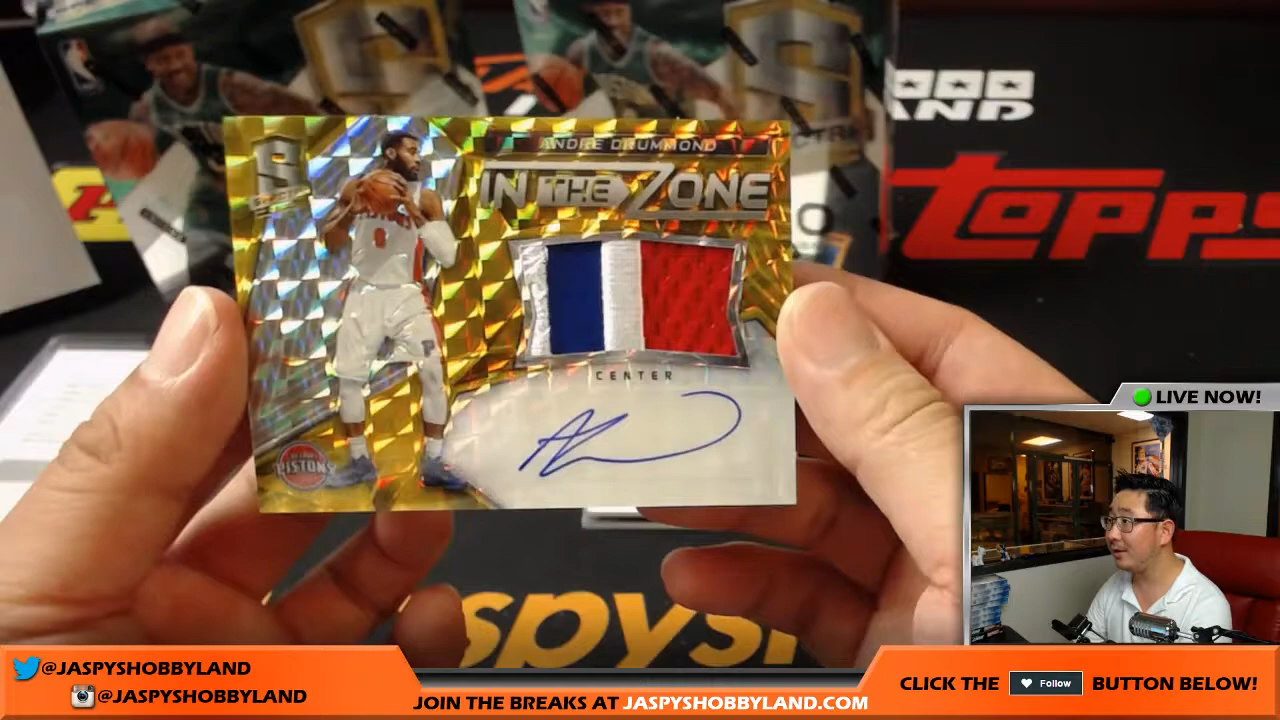 ANDRE DRUMMOND
IN THE ZONE
PISTONS
CENTER
TOPPS
LIVE NOW!
@JASPYSHOBBYLAND
@JASPYSHOBBYLAND
JOIN THE BREAKS AT JASPYSHOBBYLAND.COM
CLICK THE Follow BUTTON BELOW!